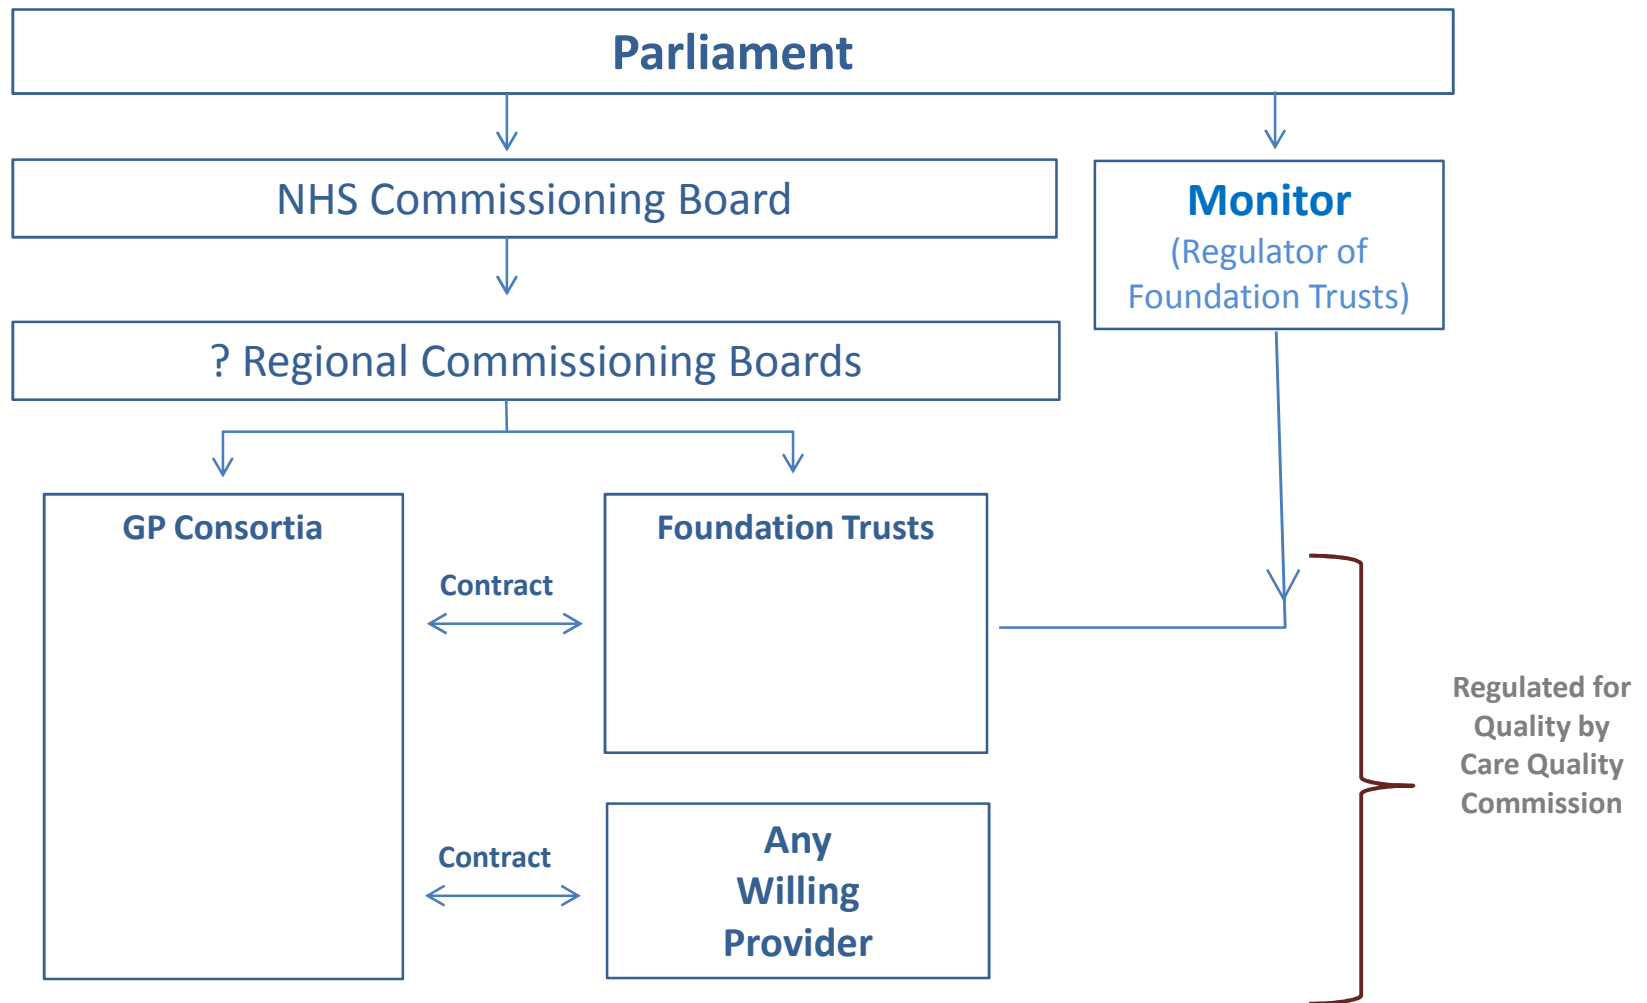 Parliament
NHS Commissioning Board
Monitor
(Regulator of
Foundation Trusts)
? Regional Commissioning Boards
GP Consortia
Foundation Trusts
Contract
Regulated for
Quality by
Care Quality
Commission
Contract
Any
Willing
Provider